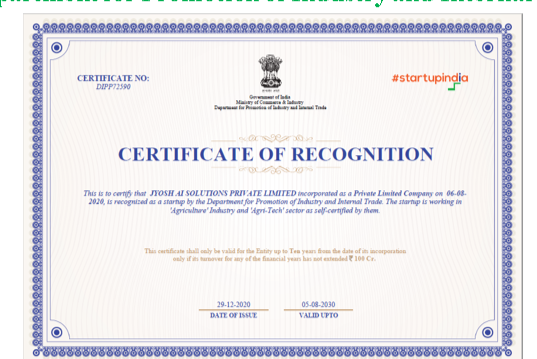 CERTIFICATE NO:
DIPP72590
Government of India
Ministry of Commerce & Industry
Department for Promotion of Industry and Internal Trade
#startupindia
CERTIFICATE OF RECOGNITION
This is to certify that JYOSH AI SOLUTIONS PRIVATE LIMITED incorporated as a Private Limited Company on 06-08-
2020, is recognized as a startup by the Department for Promotion of Industry and Internal Trade. The startup is working in
'Agriculture' Industry and 'Agri-Tech' sector as self-certified by them.
This certificate shall only be valid for the Entity up to Ten years from the date of its incorporation
only if its turnover for any of the financial years has not extended ₹ 100 Cr.
29-12-2020 05-08-2030
DATE OF ISSUE VALID UPTO